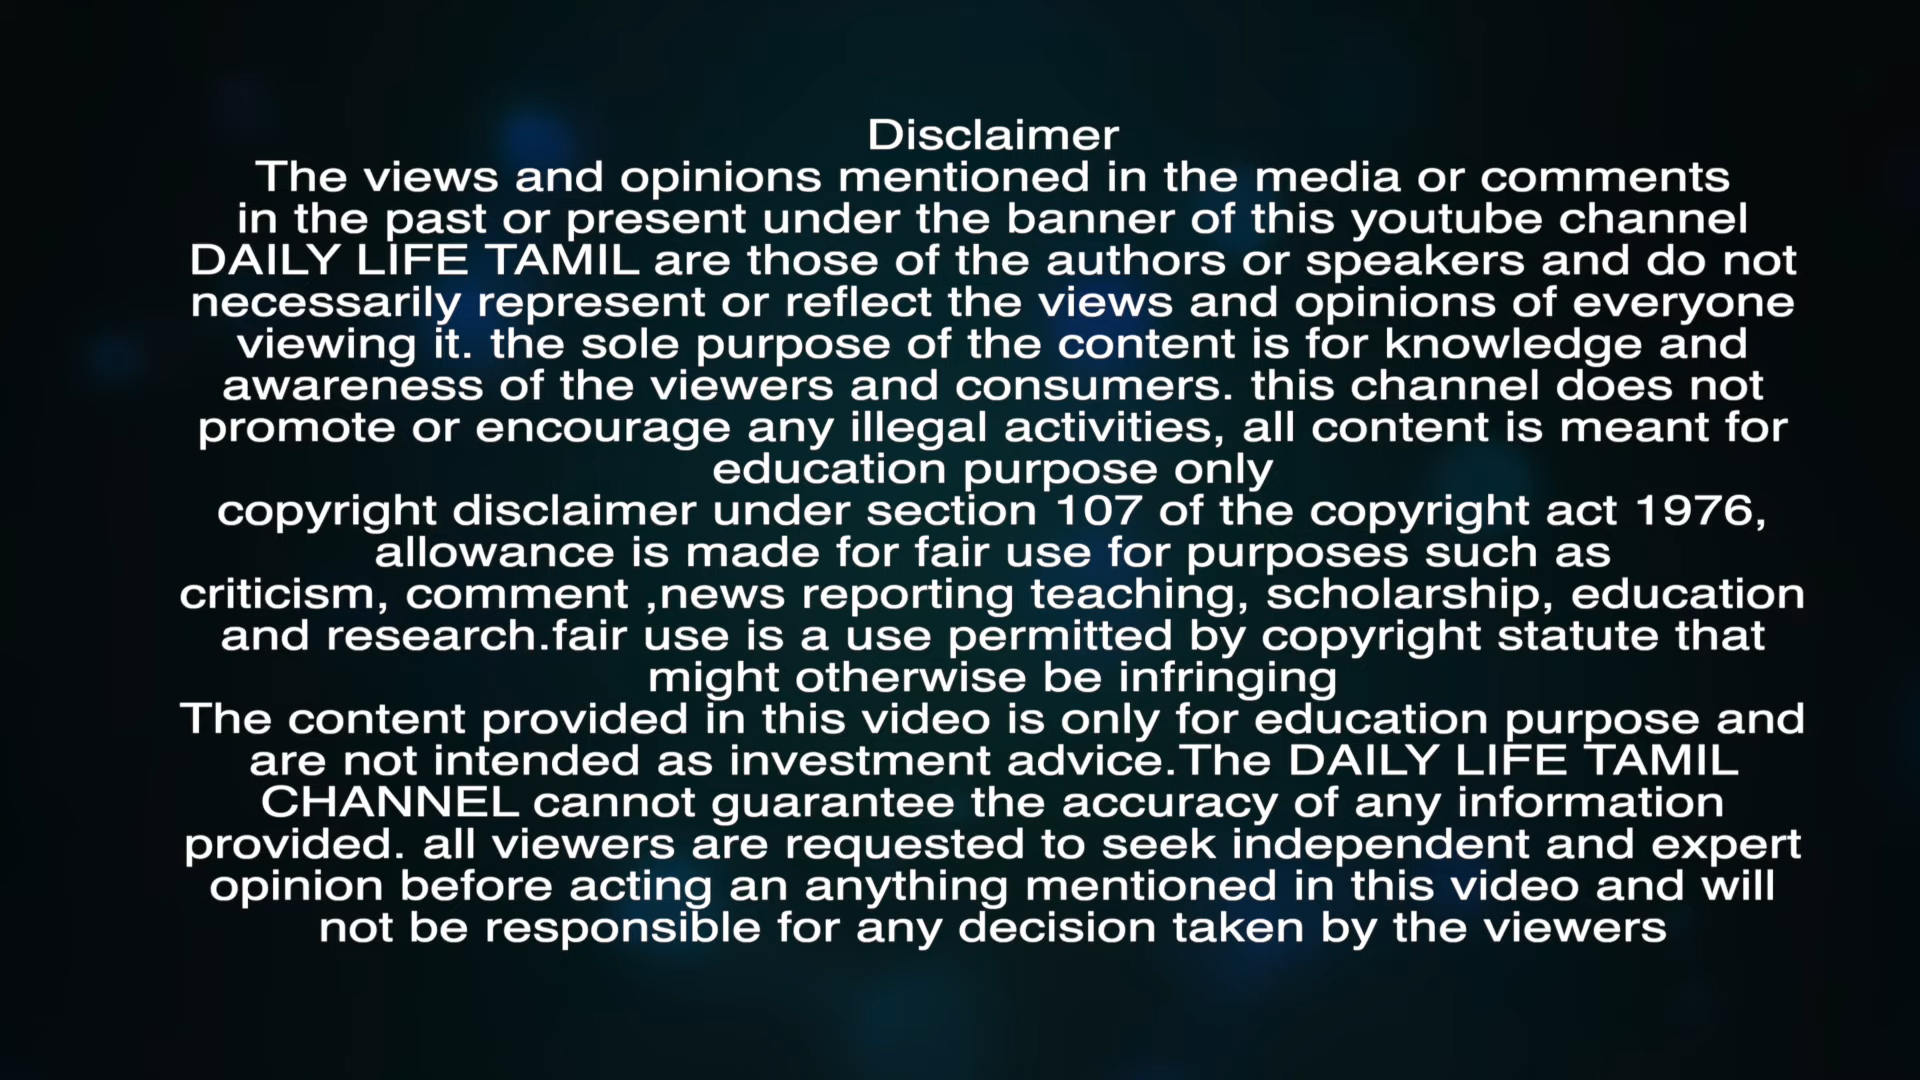 Disclaimer
The views and opinions mentioned in the media or comments
in the past or present under the banner of this youtube channel
DAILY LIFE TAMIL are those of the authors or speakers and do not
necessarily represent or reflect the views and opinions of everyone
viewing it. the sole purpose of the content is for knowledge and
awareness of the viewers and consumers. this channel does not
promote or encourage any illegal activities, all content is meant for
education purpose only
copyright disclaimer under section 107 of the copyright act 1976,
allowance is made for fair use for purposes such as
criticism, comment ,news reporting teaching, scholarship, education
and research.fair use is a use permitted by copyright statute that
might otherwise be infringing
The content provided in this video is only for education purpose and
are not intended as investment advice.The DAILY LIFE TAMIL
CHANNEL cannot guarantee the accuracy of any information
provided. all viewers are requested to seek independent and expert
opinion before acting an anything mentioned in this video and will
not be responsible for any decision taken by the viewers